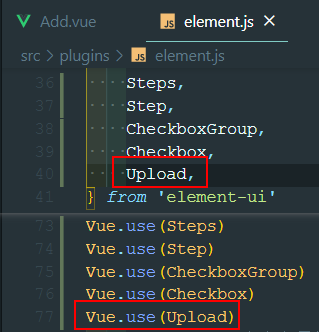 Add.vue JS element.js ×
src > plugins > JS element.js
36 Steps,
37 Step,
38 CheckboxGroup,
39 Checkbox,
40 Upload,
41 } from 'element-ui'
73 Vue.use(Steps)
74 Vue.use(Step)
75 Vue.use(CheckboxGroup)
76 Vue.use(Checkbox)
77 Vue.use(Upload)